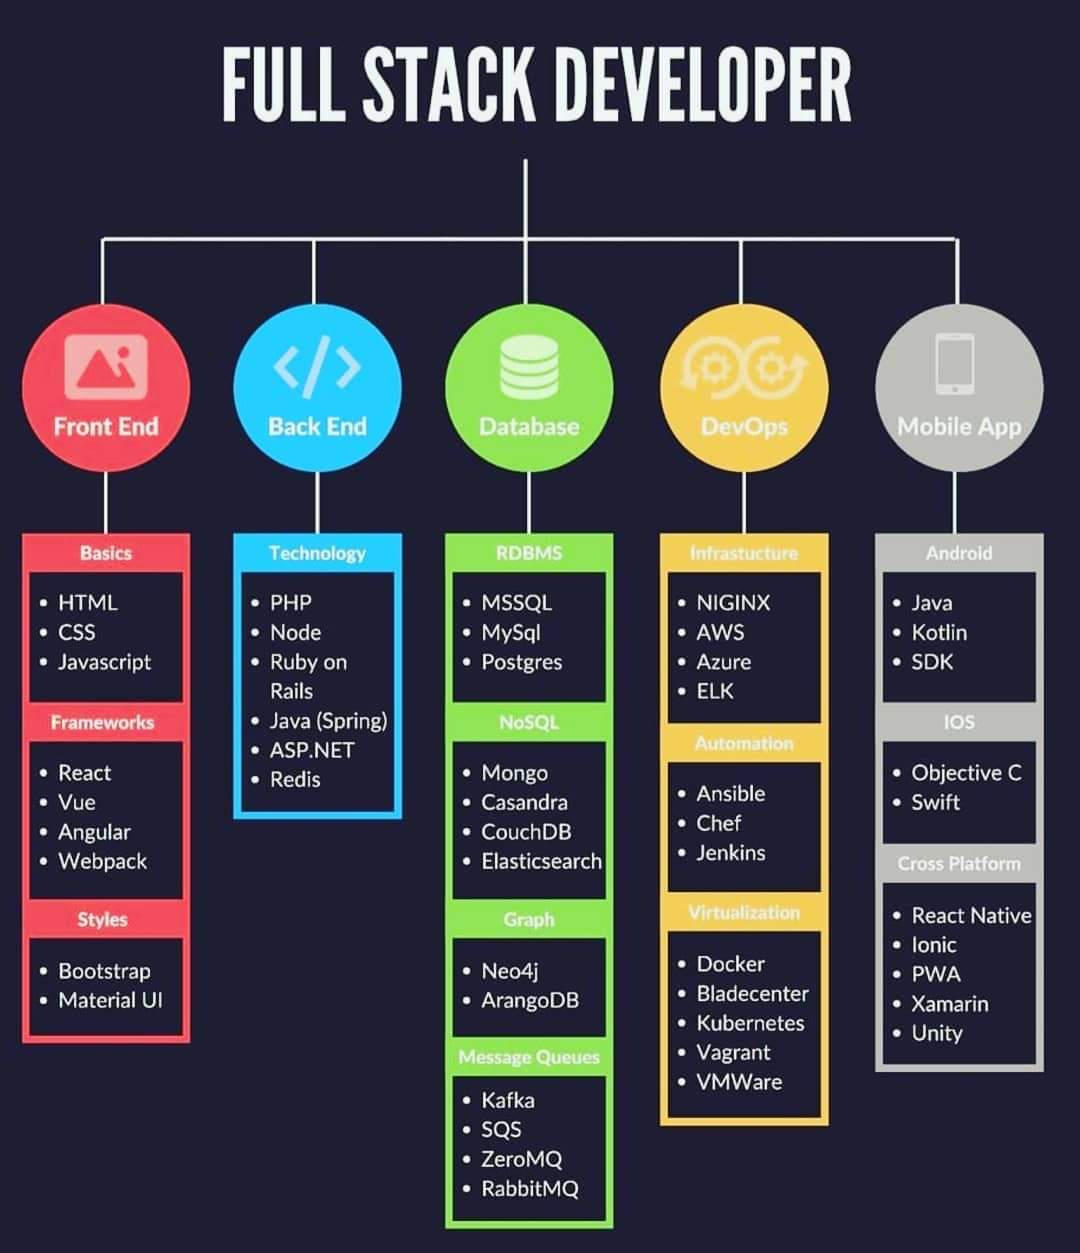 FULL STACK DEVELOPER
Front End
Basics
HTML
CSS
Javascript
Frameworks
React
Vue
Angular
Webpack
Styles
Bootstrap
Material UI
Back End
Technology
PHP
Node
Ruby on
Rails
Java (Spring)
ASP.NET
Redis
Database
RDBMS
MSSQL
MySql
Postgres
NoSQL
Mongo
Casandra
CouchDB
Elasticsearch
Graph
Neo4j
ArangoDB
Message Queues
Kafka
SQS
ZeroMQ
RabbitMQ
DevOps
Infrastucture
NIGINX
AWS
Azure
ELK
Automation
Ansible
Chef
Jenkins
Virtualization
Docker
Bladecenter
Kubernetes
Vagrant
VMWare
Mobile App
Android
Java
Kotlin
SDK
IOS
Objective C
Swift
Cross Platform
React Native
Ionic
PWA
Xamarin
Unity